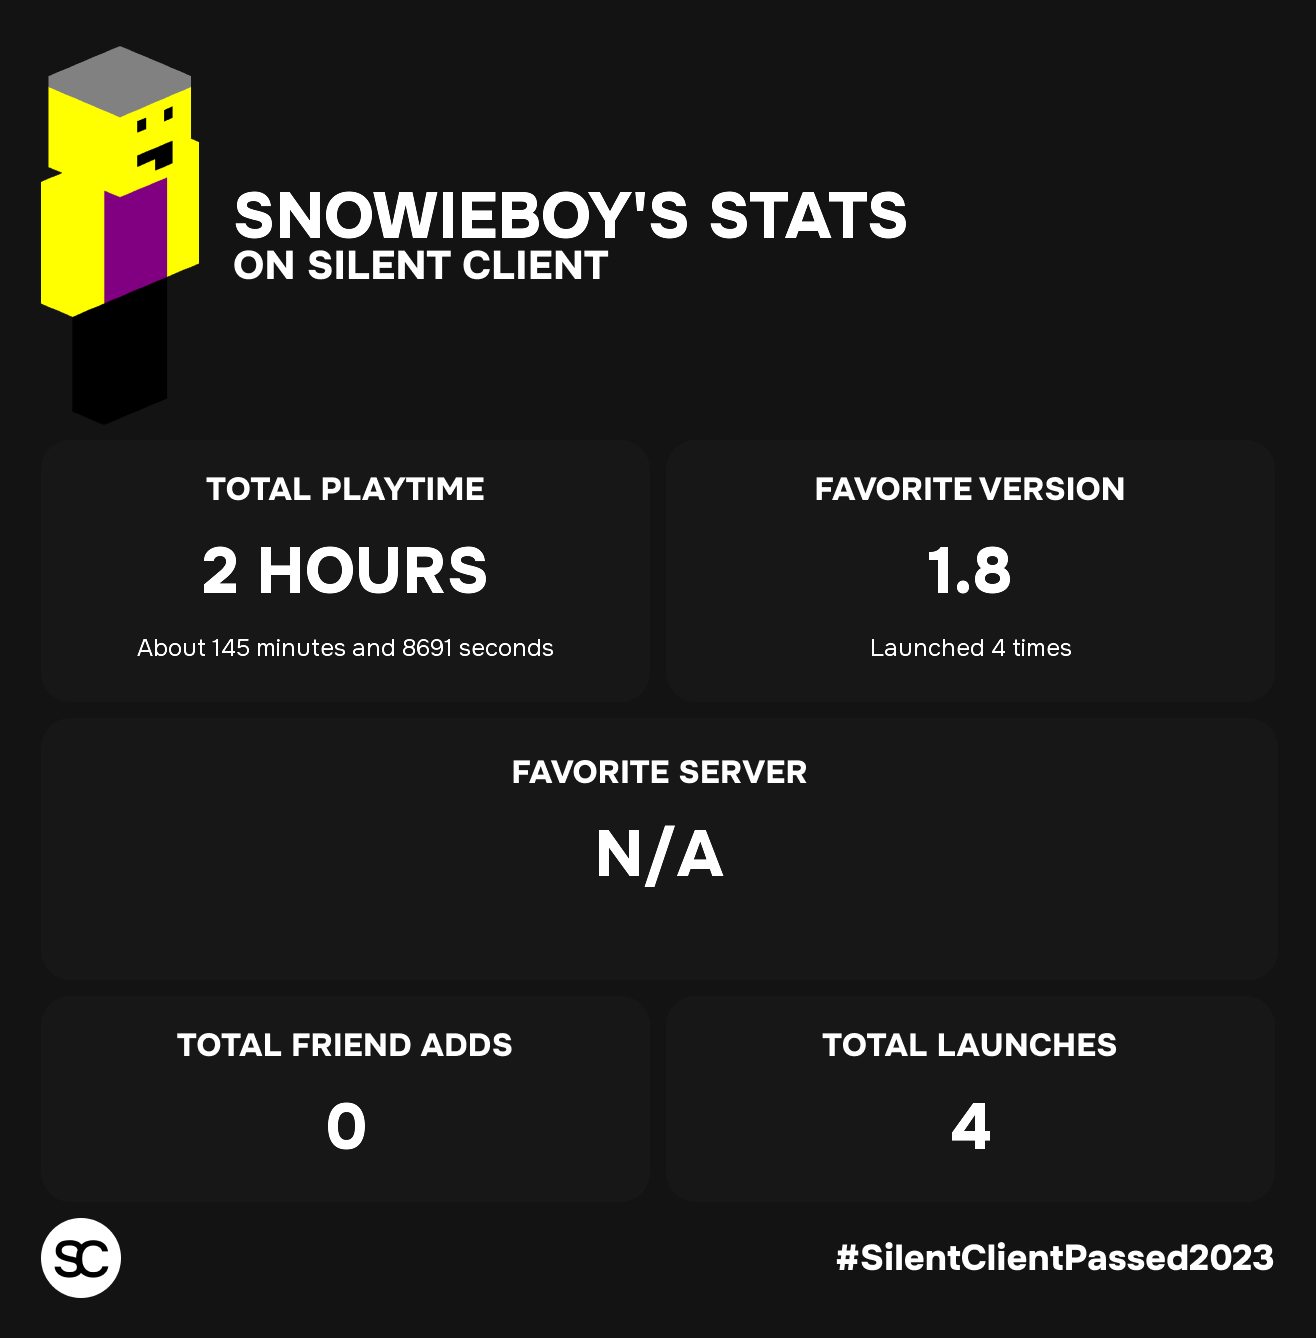 SNOWIEBOY'S STATS
ON SILENT CLIENT
TOTAL PLAYTIME
2 HOURS
About 145 minutes and 8691 seconds
FAVORITE VERSION
1.8
Launched 4 times
FAVORITE SERVER
N/A
TOTAL FRIEND ADDS
0
TOTAL LAUNCHES
4
SC
#SilentClientPassed2023